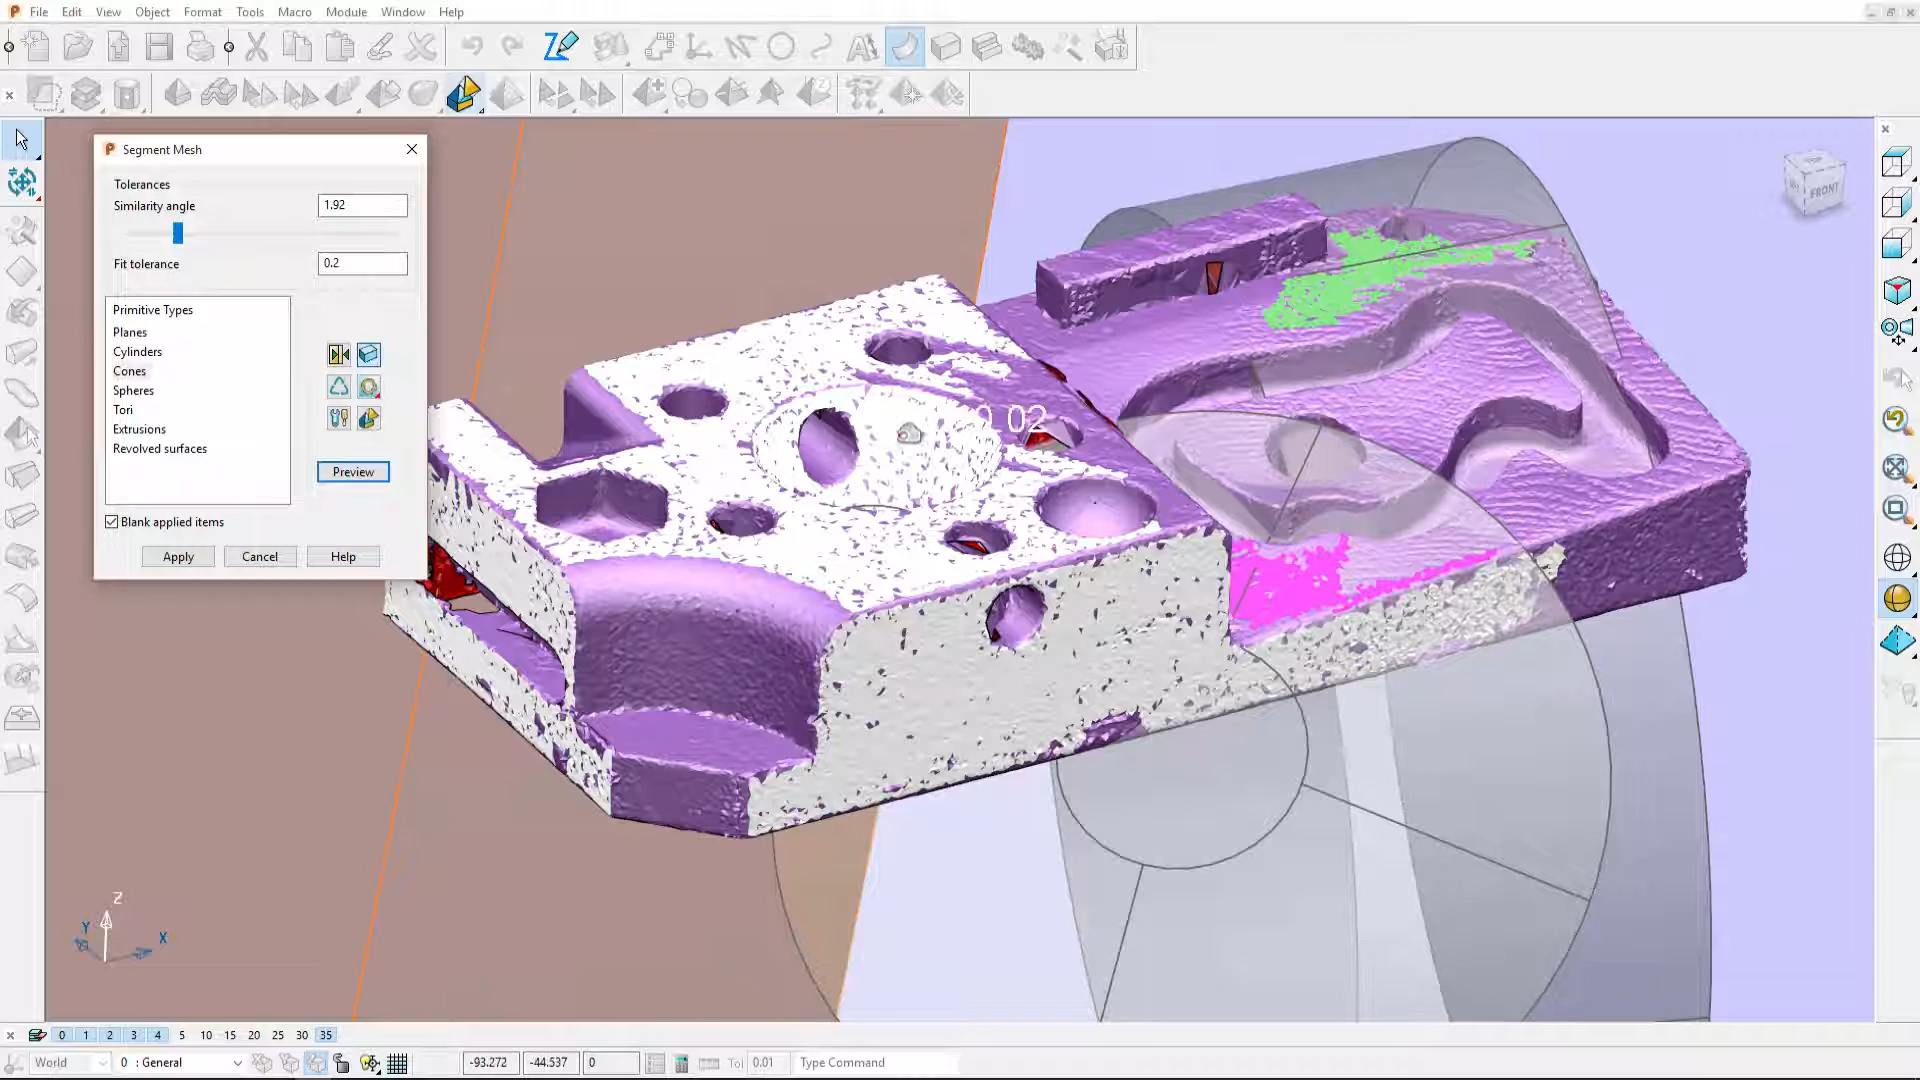 File Edit View Object Format Tools Macro Module Window Help
Segment Mesh
Tolerances
Similarity angle 1.92
Fit tolerance 0.2
Primitive Types
Planes
Cylinders
Cones
Spheres
Tori
Extrusions
Revolved surfaces
Preview
Blank applied items
Apply Cancel Help
FRONT
0.02
Z
Y
X
0 1 2 3 4 5 10 15 20 25 30 35
World 0 : General -93.272 -44.537 0 Tol 0.01 Type Command